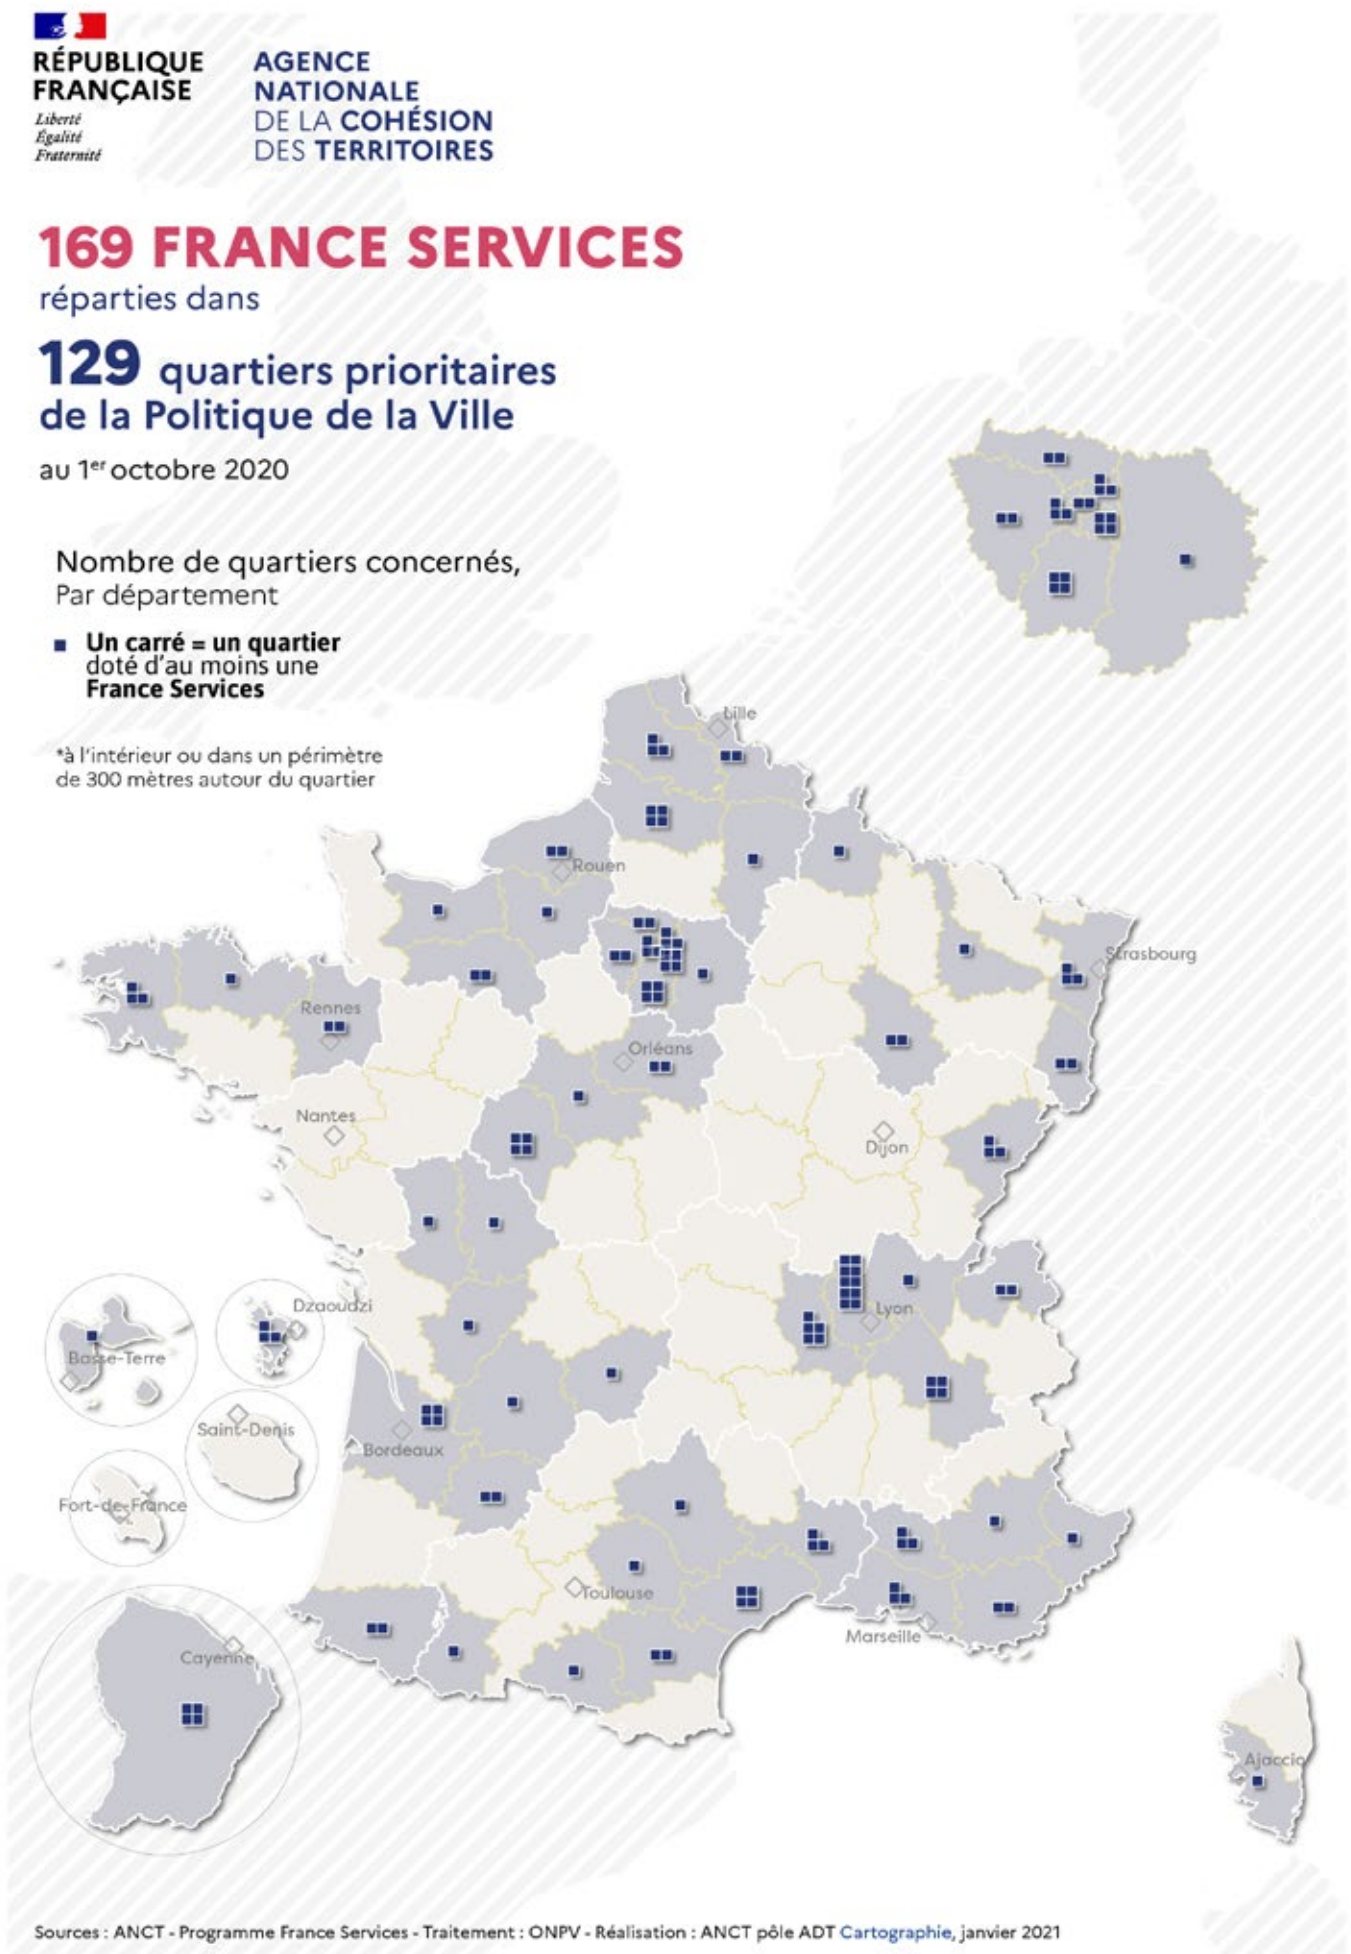 RÉPUBLIQUE
FRANÇAISE
Liberté
Égalité
Fraternité
AGENCE
NATIONALE
DE LA COHÉSION
DES TERRITOIRES
169 FRANCE SERVICES
réparties dans
129 quartiers prioritaires
de la Politique de la Ville
au 1er octobre 2020
Nombre de quartiers concernés,
Par département
Un carré = un quartier
doté d'au moins une
France Services
*à l'intérieur ou dans un périmètre
de 300 mètres autour du quartier
Lille
Rouen
Strasbourg
Rennes
Orléans
Nantes
Dijon
Dzaoudzi
Lyon
Basse-Terre
Saint-Denis
Bordeaux
Fort-de-France
Toulouse
Marseille
Cayenne
Ajaccio
Sources : ANCT - Programme France Services - Traitement : ONPV - Réalisation : ANCT pôle ADT Cartographie, janvier 2021